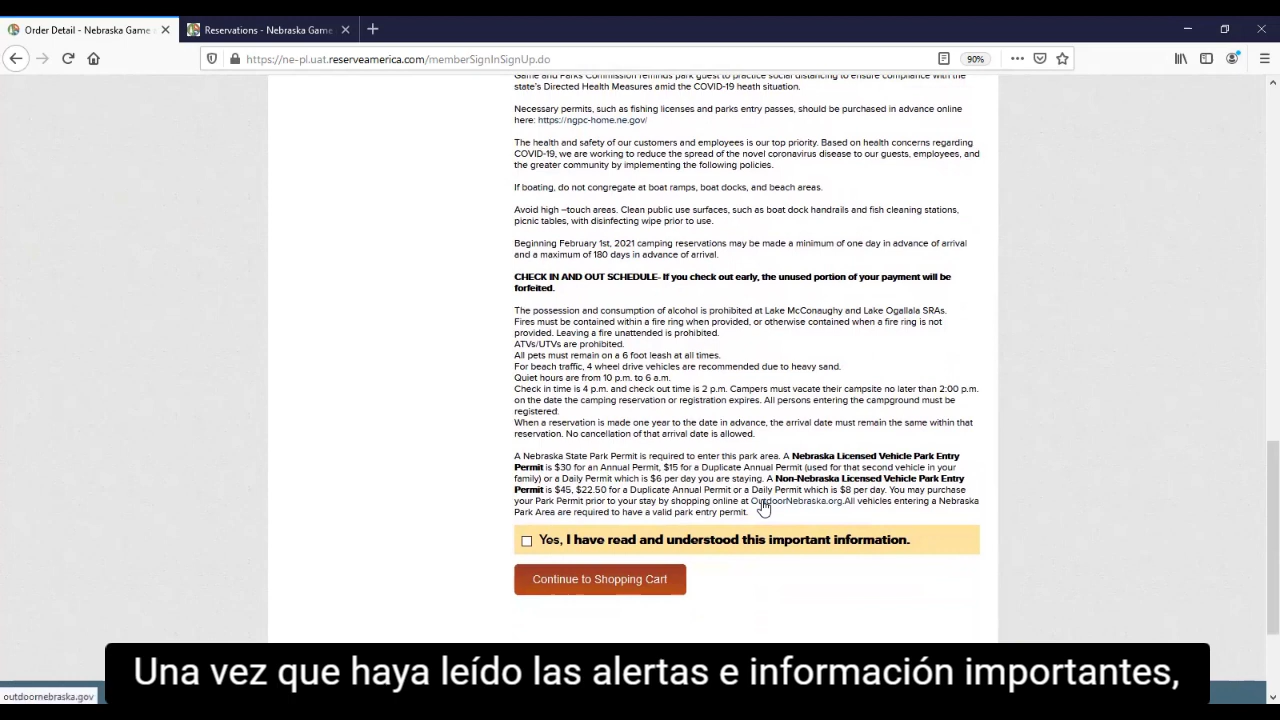 Order Detail - Nebraska Game
Reservations - Nebraska Game
https://ne-pl.uat.reserveamerica.com/memberSignInSignUp.do
90%
Game and Parks Commission reminds park guest to practice social distancing to ensure compliance with the
state's Directed Health Measures amid the COVID-19 heath situation.
Necessary permits, such as fishing licenses and parks entry passes, should be purchased in advance online
here: https://ngpc-home.ne.gov/
The health and safety of our customers and employees is our top priority. Based on health concerns regarding
COVID-19, we are working to reduce the spread of the novel coronavirus disease to our guests, employees, and
the greater community by implementing the following policies.
If boating, do not congregate at boat ramps, boat docks, and beach areas.
Avoid high –touch areas. Clean public use surfaces, such as boat dock handrails and fish cleaning stations,
picnic tables, with disinfecting wipe prior to use.
Beginning February 1st, 2021 camping reservations may be made a minimum of one day in advance of arrival
and a maximum of 180 days in advance of arrival.
CHECK IN AND OUT SCHEDULE- If you check out early, the unused portion of your payment will be
forfeited.
The possession and consumption of alcohol is prohibited at Lake McConaughy and Lake Ogallala SRAs.
Fires must be contained within a fire ring when provided, or otherwise contained when a fire ring is not
provided. Leaving a fire unattended is prohibited.
ATVs/UTVs are prohibited.
All pets must remain on a 6 foot leash at all times.
For beach traffic, 4 wheel drive vehicles are recommended due to heavy sand.
Quiet hours are from 10 p.m. to 6 a.m.
Check in time is 4 p.m. and check out time is 2 p.m. Campers must vacate their campsite no later than 2:00 p.m.
on the date the camping reservation or registration expires. All persons entering the campground must be
registered.
When a reservation is made one year to the date in advance, the arrival date must remain the same within that
reservation. No cancellation of that arrival date is allowed.
A Nebraska State Park Permit is required to enter this park area. A Nebraska Licensed Vehicle Park Entry
Permit is $30 for an Annual Permit, $15 for a Duplicate Annual Permit (used for that second vehicle in your
family) or a Daily Permit which is $6 per day you are staying. A Non-Nebraska Licensed Vehicle Park Entry
Permit is $45, $22.50 for a Duplicate Annual Permit or a Daily Permit which is $8 per day. You may purchase
your Park Permit prior to your stay by shopping online at OutdoorNebraska.org.All vehicles entering a Nebraska
Park Area are required to have a valid park entry permit.
Yes, I have read and understood this important information.
Continue to Shopping Cart
Una vez que haya leído las alertas e información importantes,
outdoornebraska.gov